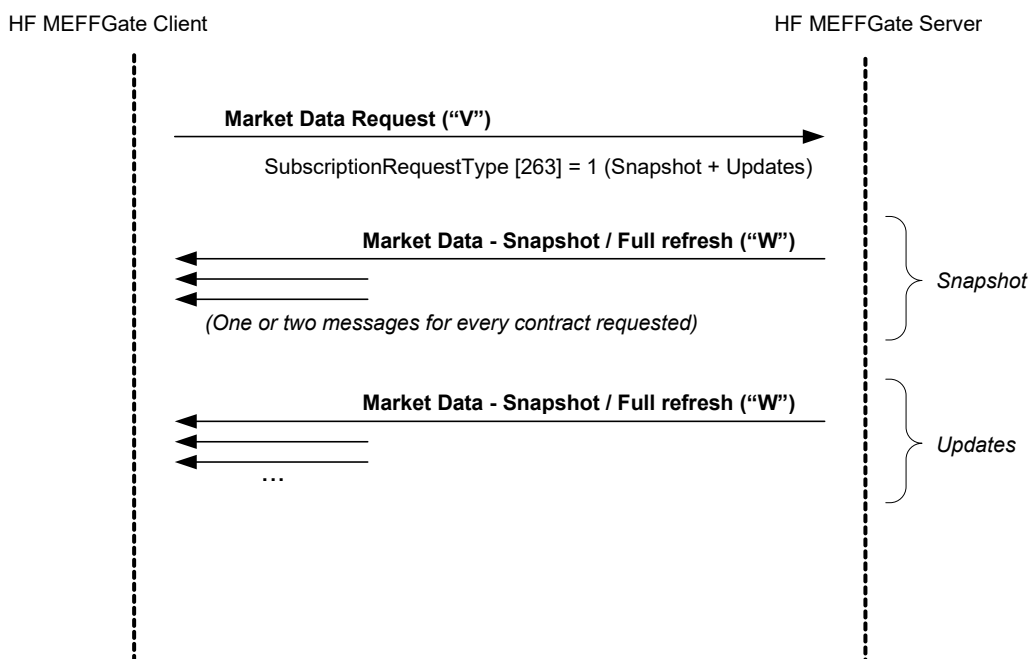 HF MEFFGate Client
HF MEFFGate Server
Market Data Request (“V”)
SubscriptionRequestType [263] = 1 (Snapshot + Updates)
Market Data - Snapshot / Full refresh (“W”)
Snapshot
(One or two messages for every contract requested)
Market Data - Snapshot / Full refresh (“W”)
Updates
...